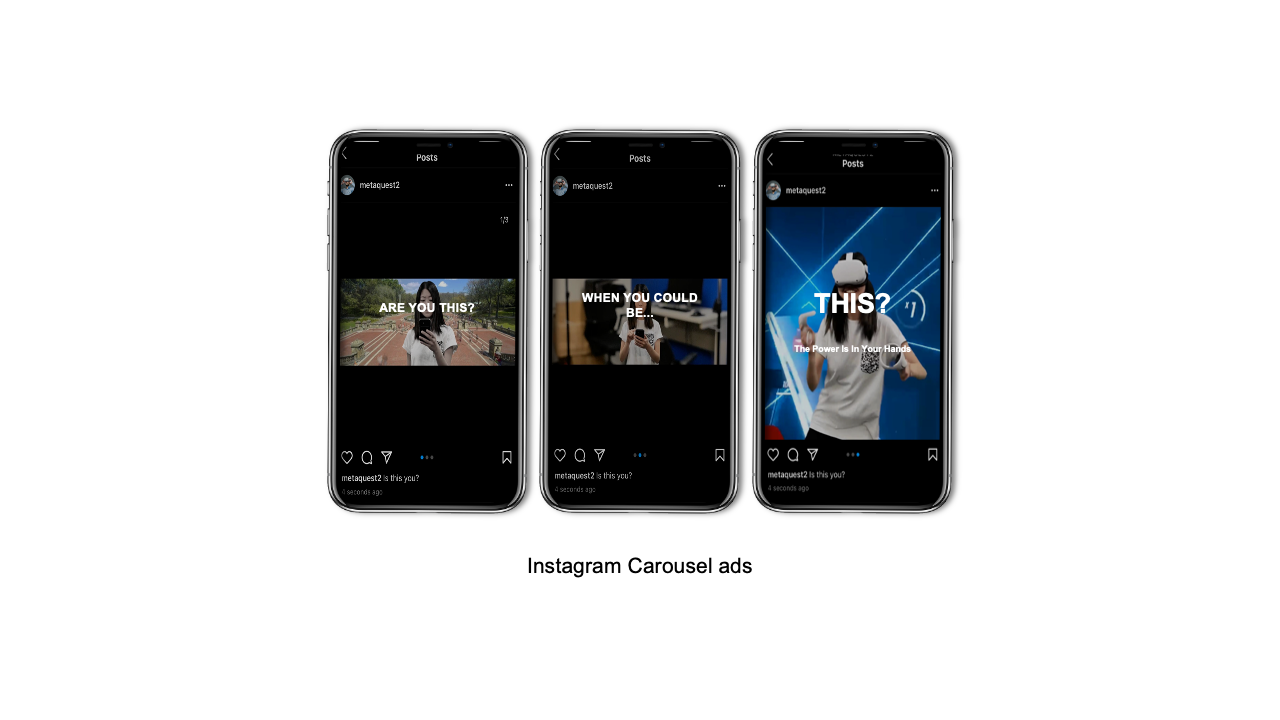 Posts
metaquest2
1/3
ARE YOU THIS?
metaquest2 Is this you?
4 seconds ago
Posts
metaquest2
WHEN YOU COULD
BE...
metaquest2 Is this you?
4 seconds ago
Posts
metaquest2
x1
THIS?
The Power Is In Your Hands
metaquest2 Is this you?
4 seconds ago
Instagram Carousel ads